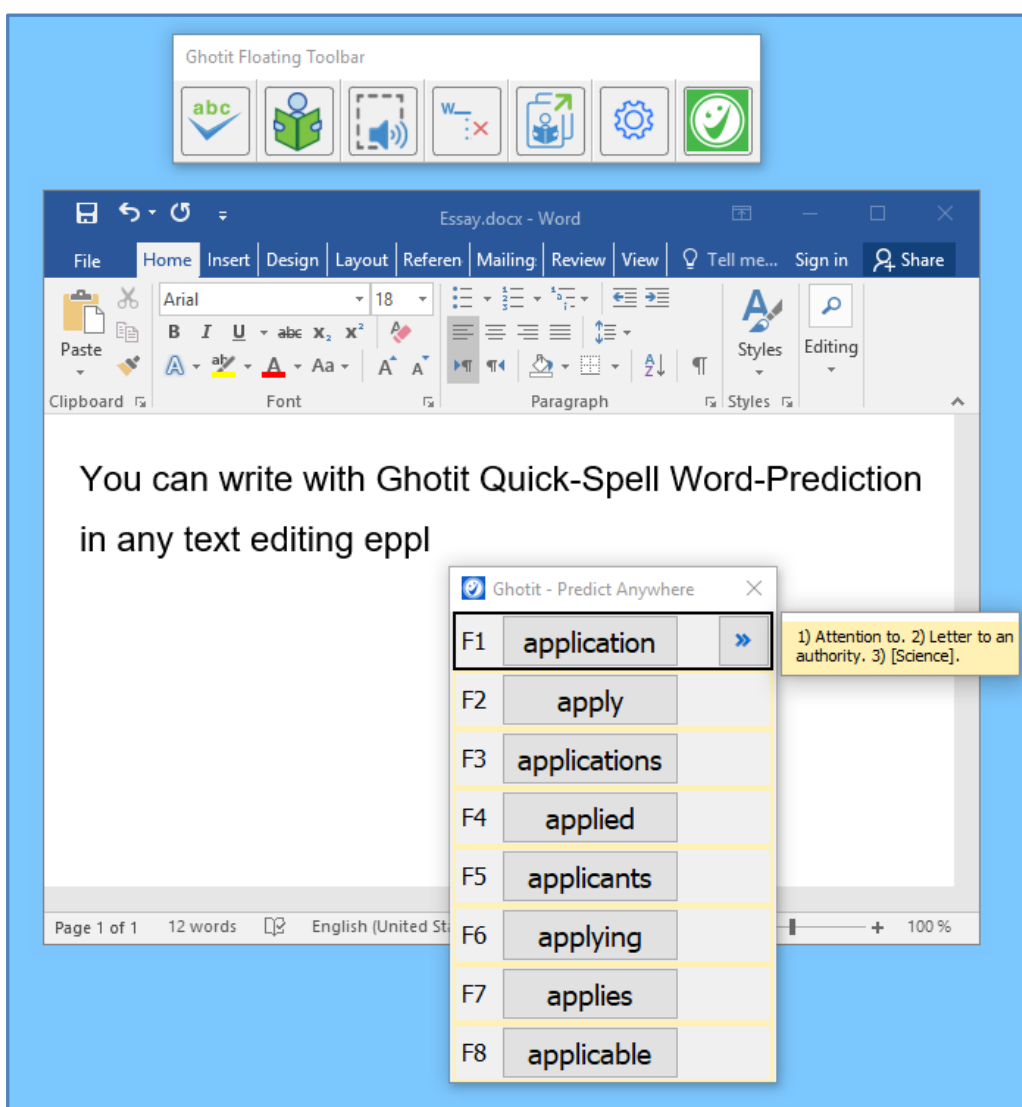 Ghotit Floating Toolbar
abc
W
Essay.docx - Word
File Home Insert Design Layout Referen Mailing Review View Tell me... Sign in Share
Arial 18
B I U abc x₂ x²
Paste
ab A Aa A A
Styles Editing
Clipboard Font Paragraph Styles
You can write with Ghotit Quick-Spell Word-Prediction
in any text editing eppl
Ghotit - Predict Anywhere
F1 application »
1) Attention to. 2) Letter to an
authority. 3) [Science].
F2 apply
F3 applications
F4 applied
F5 applicants
F6 applying
F7 applies
F8 applicable
Page 1 of 1 12 words English (United Sta 100 %